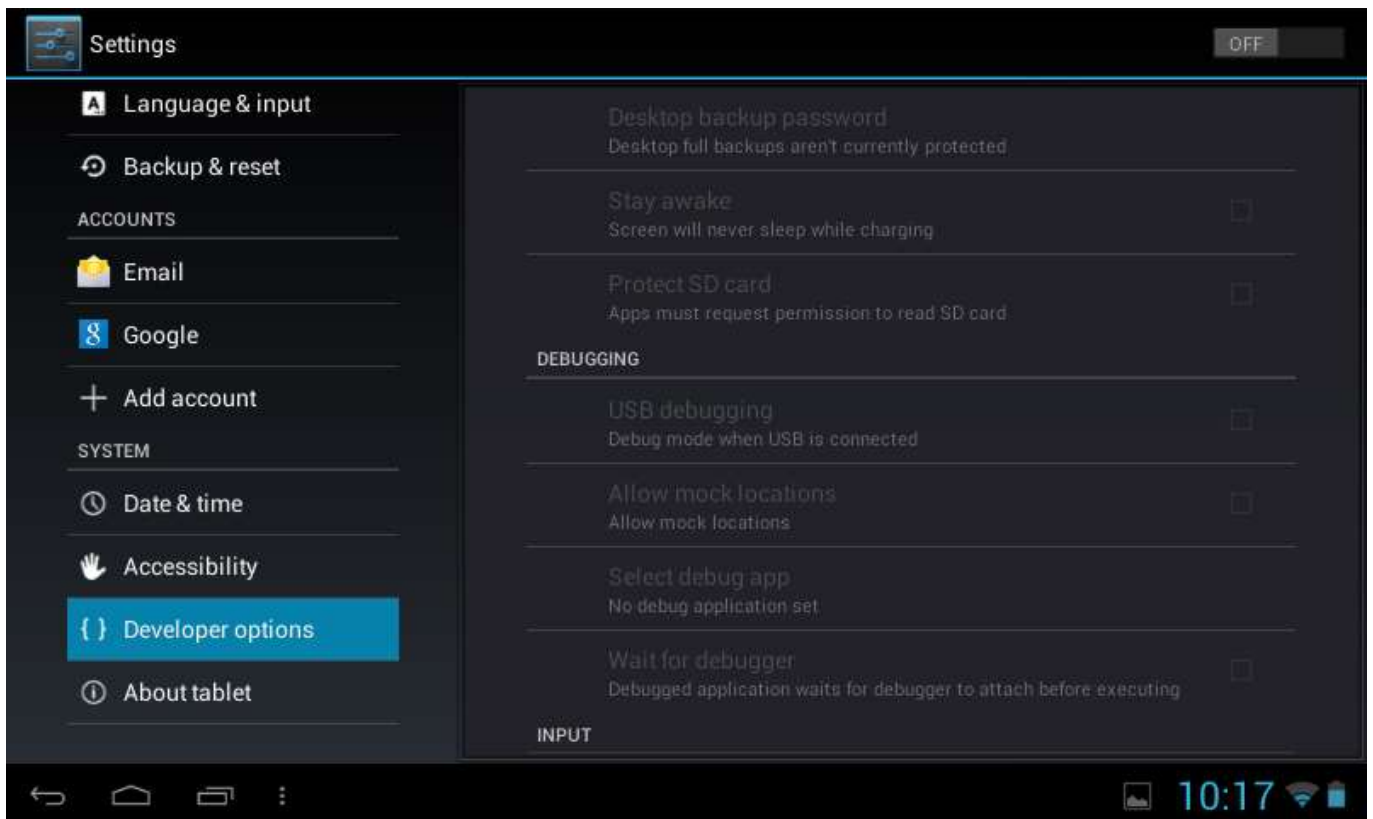 Settings
OFF
Language & input
Backup & reset
ACCOUNTS
Email
Google
Add account
SYSTEM
Date & time
Accessibility
{ } Developer options
About tablet
Desktop backup password
Desktop full backups aren't currently protected
Stay awake
Screen will never sleep while charging
Protect SD card
Apps must request permission to read SD card
DEBUGGING
USB debugging
Debug mode when USB is connected
Allow mock locations
Allow mock locations
Select debug app
No debug application set
Wait for debugger
Debugged application waits for debugger to attach before executing
INPUT
10:17